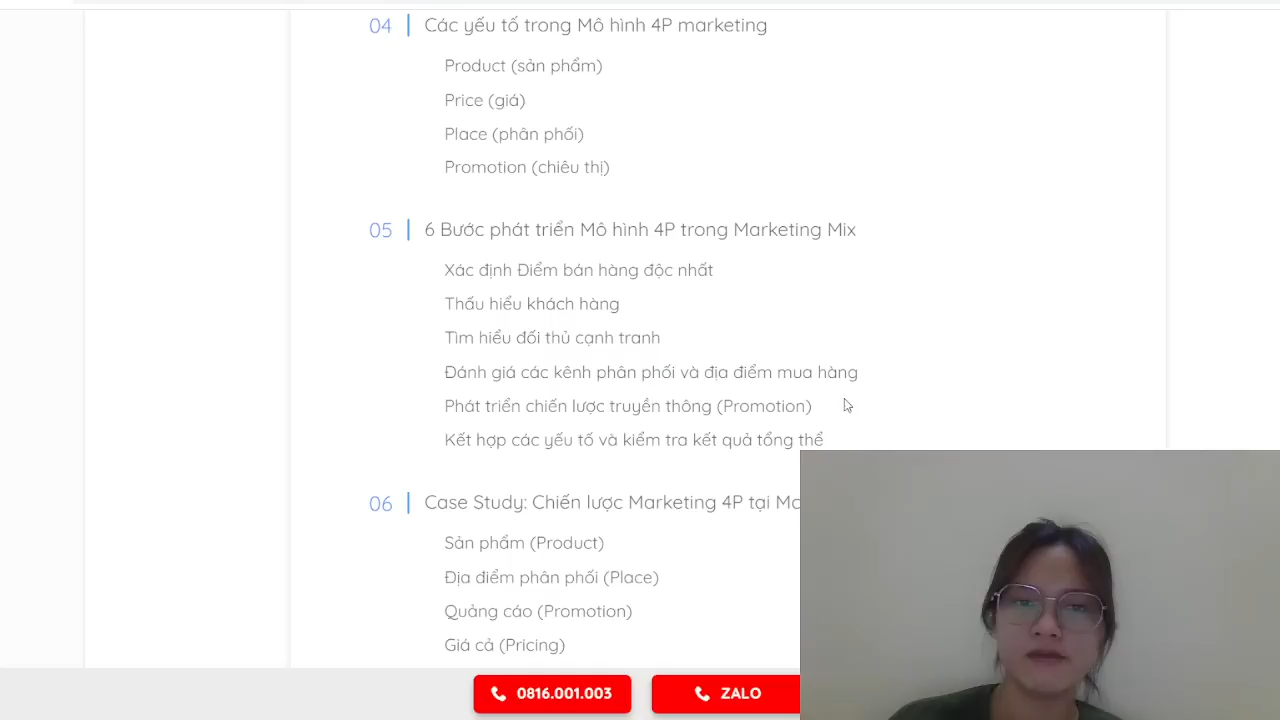 04 Các yếu tố trong Mô hình 4P marketing
Product (sản phẩm)
Price (giá)
Place (phân phối)
Promotion (chiêu thị)
05 6 Bước phát triển Mô hình 4P trong Marketing Mix
Xác định Điểm bán hàng độc nhất
Thấu hiểu khách hàng
Tìm hiểu đối thủ cạnh tranh
Đánh giá các kênh phân phối và địa điểm mua hàng
Phát triển chiến lược truyền thông (Promotion)
Kết hợp các yếu tố và kiểm tra kết quả tổng thể
06 Case Study: Chiến lược Marketing 4P tại
Sản phẩm (Product)
Địa điểm phân phối (Place)
Quảng cáo (Promotion)
Giá cả (Pricing)
0816.001.003
ZALO